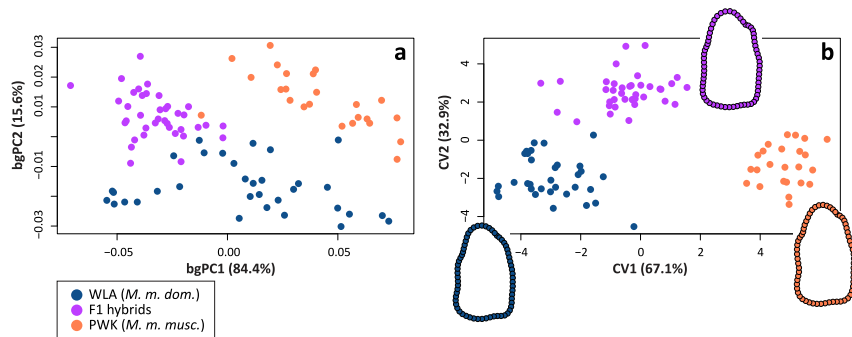 a
bgPC2 (15.6%)
0.03
0.01
−0.01
−0.03
−0.05
0.00
0.05
bgPC1 (84.4%)
b
CV2 (32.9%)
4
2
0
−2
−4
−4
−2
0
2
4
CV1 (67.1%)
WLA (M. m. dom.)
F1 hybrids
PWK (M. m. musc.)